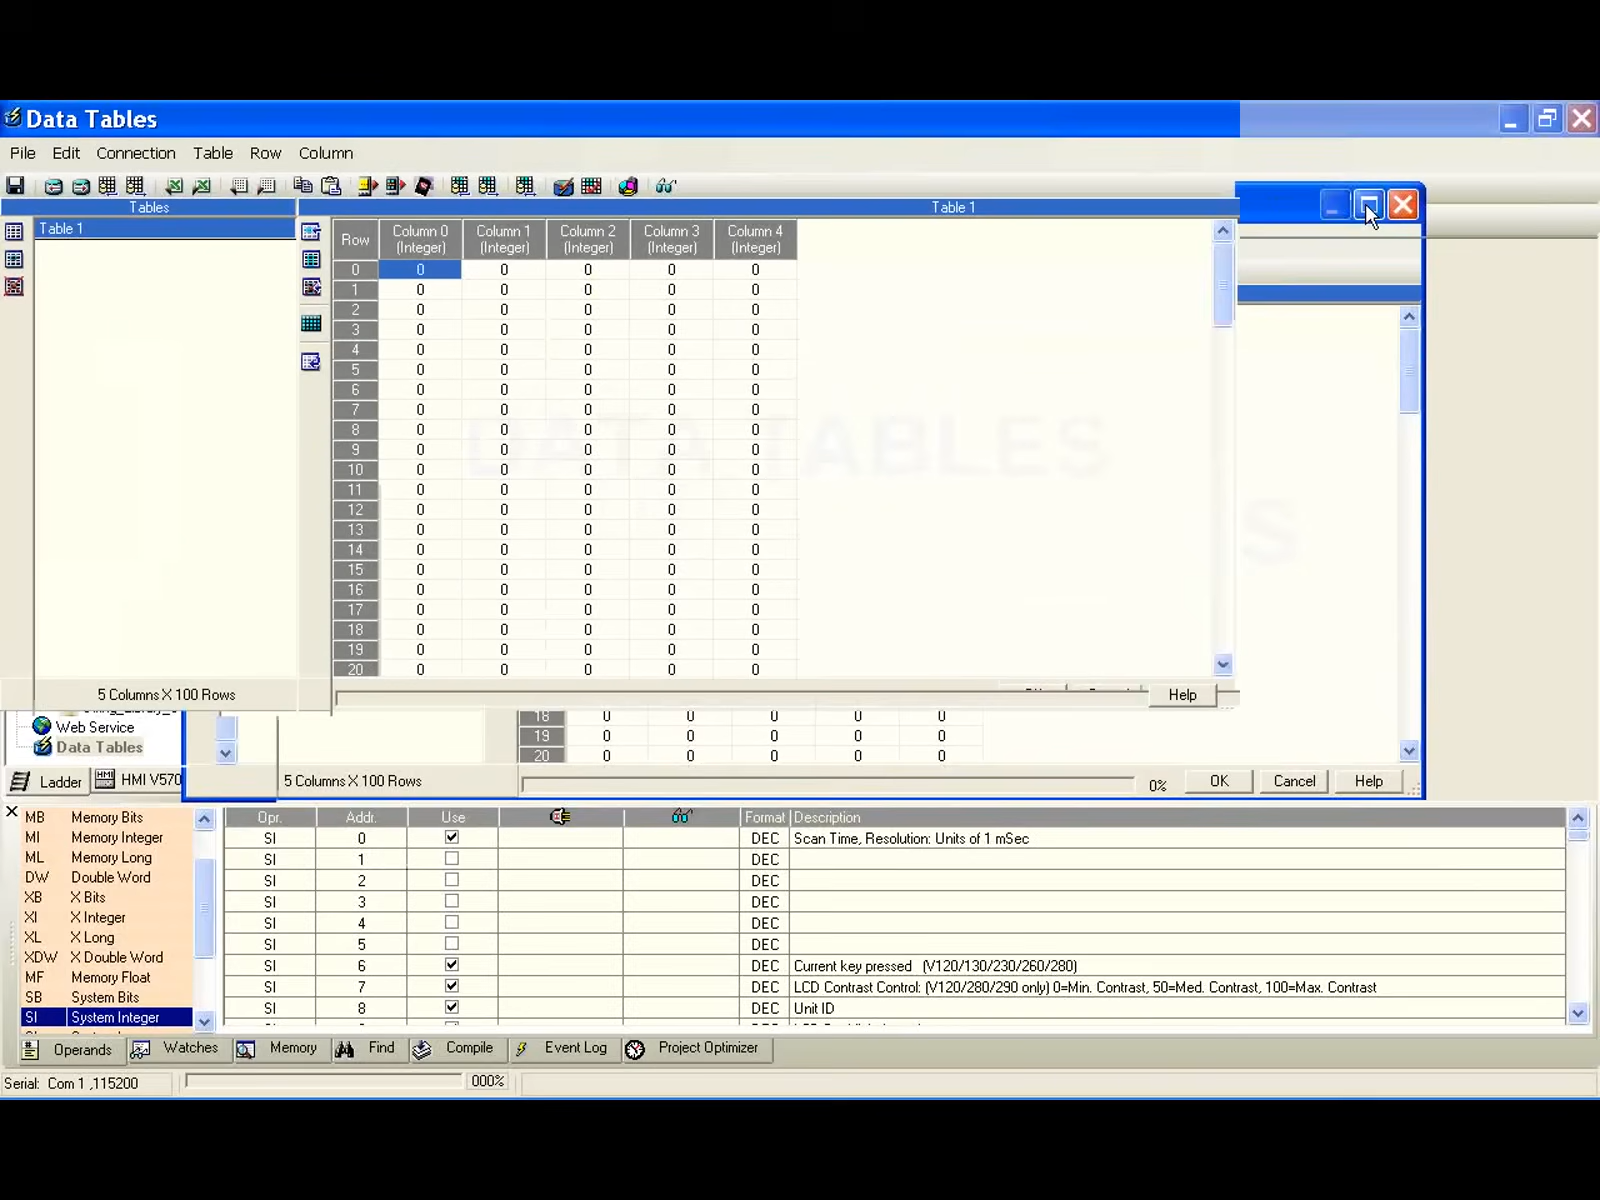 Data Tables
File Edit Connection Table Row Column
Tables
Table 1
Table 1
Row
Column 0 (Integer) Column 1 (Integer) Column 2 (Integer) Column 3 (Integer) Column 4 (Integer)
0 0 0 0 0 0
1 0 0 0 0 0
2 0 0 0 0 0
3 0 0 0 0 0
4 0 0 0 0 0
5 0 0 0 0 0
6 0 0 0 0 0
7 0 0 0 0 0
8 0 0 0 0 0
9 0 0 0 0 0
10 0 0 0 0 0
11 0 0 0 0 0
12 0 0 0 0 0
13 0 0 0 0 0
14 0 0 0 0 0
15 0 0 0 0 0
16 0 0 0 0 0
17 0 0 0 0 0
18 0 0 0 0 0
19 0 0 0 0 0
20 0 0 0 0 0
DATA TABLES
S
5 Columns X 100 Rows
Help
Web Service
Data Tables
18 0 0 0 0 0
19 0 0 0 0 0
20 0 0 0 0 0
Ladder HMI V570
5 Columns X 100 Rows 0% OK Cancel Help
MB Memory Bits
MI Memory Integer
ML Memory Long
DW Double Word
XB X Bits
XI X Integer
XL X Long
XDW X Double Word
MF Memory Float
SB System Bits
SI System Integer
Opr. Addr. Use Format Description
SI 0 DEC Scan Time, Resolution: Units of 1 mSec
SI 1 DEC
SI 2 DEC
SI 3 DEC
SI 4 DEC
SI 5 DEC
SI 6 DEC Current key pressed (V120/130/230/260/280)
SI 7 DEC LCD Contrast Control: (V120/280/290 only) 0=Min. Contrast, 50=Med. Contrast, 100=Max. Contrast
SI 8 DEC Unit ID
Operands Watches Memory Find Compile Event Log Project Optimizer
Serial: Com 1 ,115200 000%